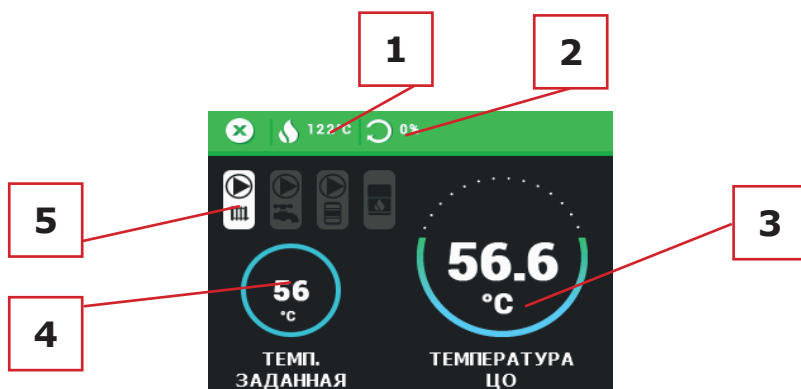 1
2
122°C
0%
5
3
56.6
°C
56
°C
4
ТЕМП.
ЗАДАННАЯ
ТЕМПЕРАТУРА
ЦО